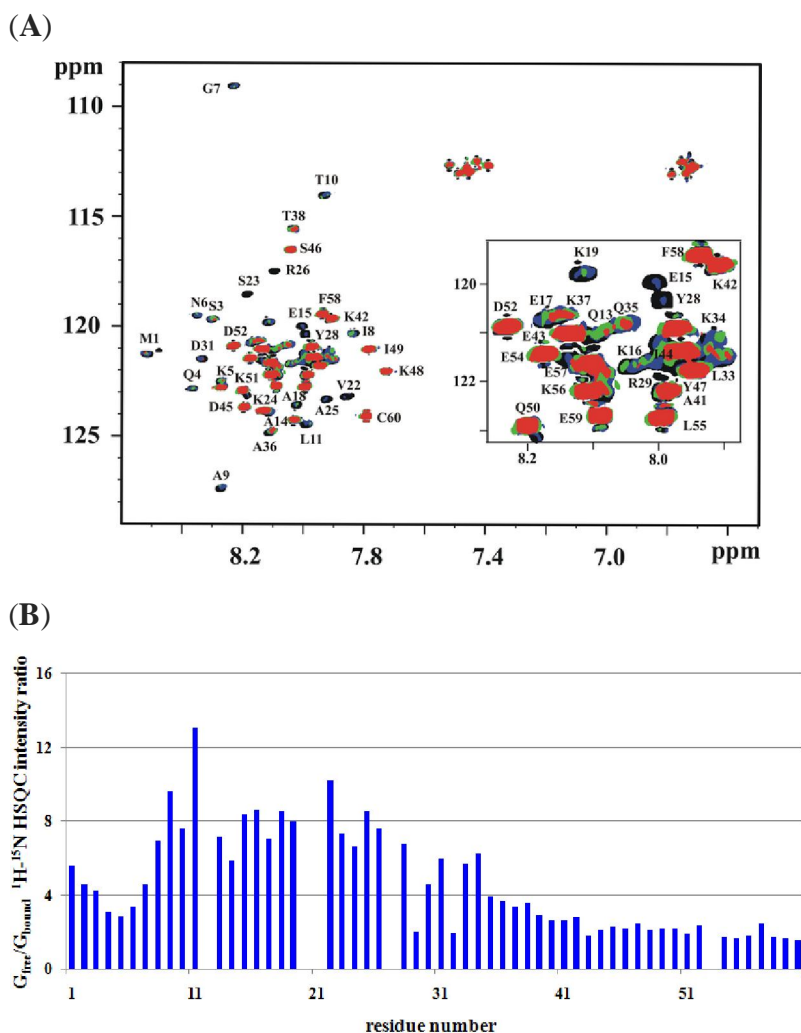 (A)
ppm
110
115
120
125
G7
T10
T38
S46
R26
S23
N6 S3
E15
F58
K42
M1
D31
D52
Y28
I8
Q4
K5
K51
I49
K48
D45
K24
A18
V22
A14
A25
C60
A36
L11
A9
8.2
7.8
7.4
7.0
ppm
K19
F58
120
E15
K42
E17 K37
Q13
Q35
Y28
D52
K34
E43
E54
K16
I44
L33
122
E57
R29
K56
Y47
A41
Q50
E59
L55
8.2
8.0
(B)
16
12
8
4
0
G free/G bound 1H-15N HSQC intensity ratio
1
11
21
31
41
51
residue number